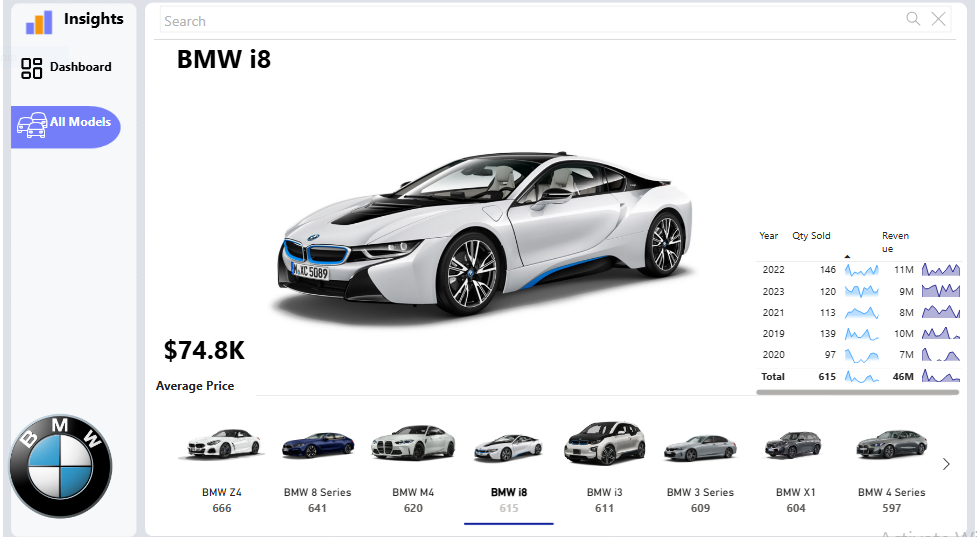 Insights
Dashboard
All Models
Search
BMW i8
M XC 5089
$74.8K
Average Price
Year Qty Sold Reven
ue
2022 146 11M
2023 120 9M
2021 113 8M
2019 139 10M
2020 97 7M
Total 615 46M
BMW
BMW Z4 BMW 8 Series BMW M4 BMW i8 BMW i3 BMW 3 Series BMW X1 BMW 4 Series
666 641 620 615 611 609 604 597